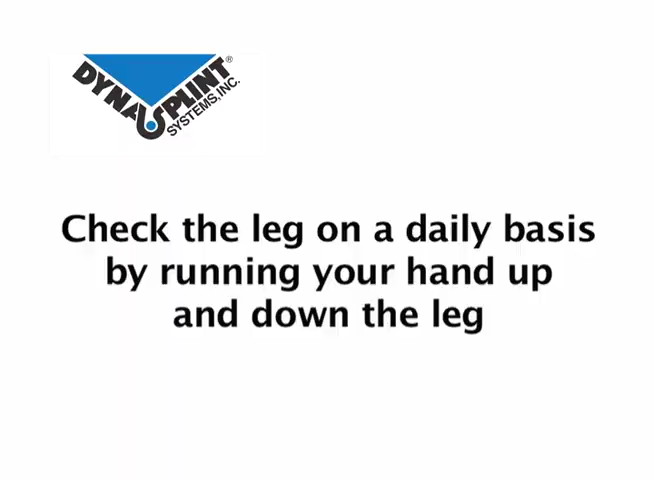 DYNASPLINT®
SYSTEMS, INC.
Check the leg on a daily basis
by running your hand up
and down the leg